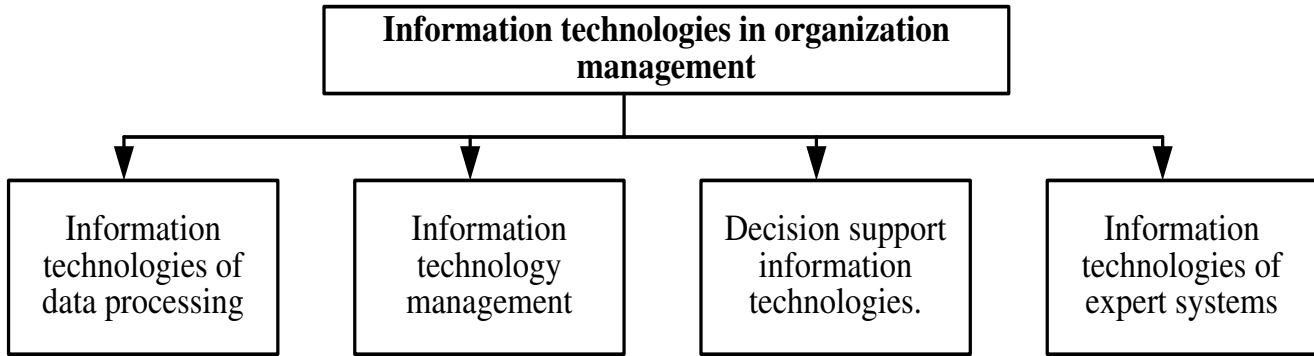 Information technologies in organization
management
Information
technologies of
data processing
Information
technology
management
Decision support
information
technologies.
Information
technologies of
expert systems